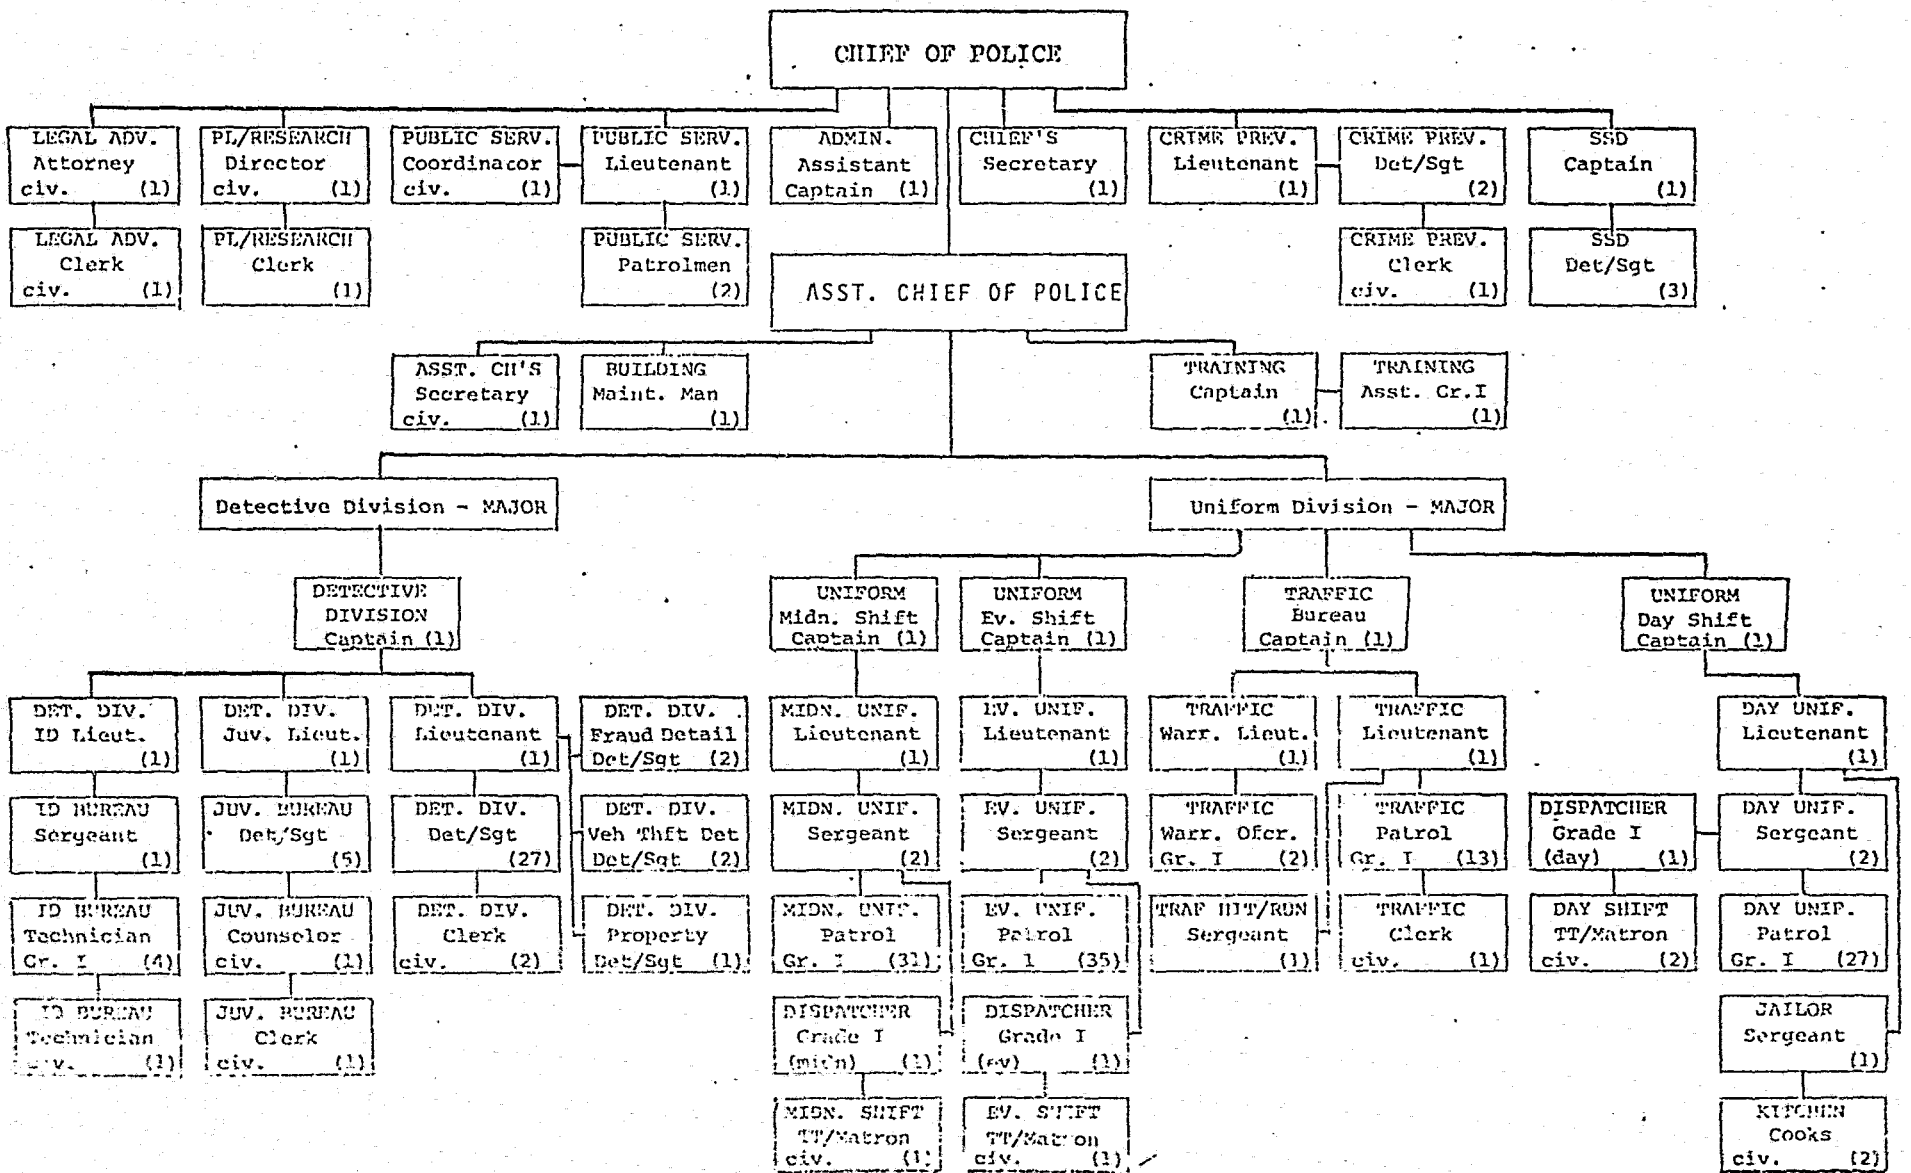 CHIEF OF POLICE
LEGAL ADV.
Attorney
civ. (1)
PL/RESEARCH
Director
civ. (1)
PUBLIC SERV.
Coordinacor
civ. (1)
PUBLIC SERV.
Lieutenant
(1)
ADMIN.
Assistant
Captain (1)
CHIEF'S
Secretary
(1)
CRIME PREV.
Lieutenant
(1)
CRIME PREV.
Det/Sgt
(2)
SSD
Captain
(1)
LEGAL ADV.
Clerk
civ. (1)
PL/RESEARCH
Clerk
(1)
PUBLIC SERV.
Patrolmen
(2)
ASST. CHIEF OF POLICE
CRIME PREV.
Clerk
civ. (1)
SSD
Det/Sgt
(3)
ASST. CH'S
Secretary
civ. (1)
BUILDING
Maint. Man
(1)
TRAINING
Captain
(1)
TRAINING
Asst. Gr.I
(1)
Detective Division - MAJOR
Uniform Division - MAJOR
DETECTIVE
DIVISION
Captain (1)
UNIFORM
Midn. Shift
Captain (1)
UNIFORM
Ev. Shift
Captain (1)
TRAFFIC
Bureau
Captain (1)
UNIFORM
Day Shift
Captain (1)
DET. DIV.
ID Lieut.
(1)
DET. DIV.
Juv. Lieut.
(1)
DET. DIV.
Lieutenant
(1)
DET. DIV.
Fraud Detail
Det/Sgt (2)
MIDN. UNIF.
Lieutenant
(1)
EV. UNIF.
Lieutenant
(1)
TRAFFIC
Warr. Lieut.
(1)
TRAFFIC
Lieutenant
(1)
DAY UNIF.
Lieutenant
(1)
ID BUREAU
Sergeant
(1)
JUV. BUREAU
Det/Sgt
(5)
DET. DIV.
Det/Sgt
(27)
DET. DIV.
Veh Thft Det
Det/Sgt (2)
MIDN. UNIF.
Sergeant
(2)
EV. UNIF.
Sergeant
(2)
TRAFFIC
Warr. Ofcr.
Gr. I (2)
TRAFFIC
Patrol
Gr. I (13)
DISPATCHER
Grade I
(day) (1)
DAY UNIF.
Sergeant
(2)
ID BUREAU
Technician
Gr. I (4)
JUV. BUREAU
Counselor
civ. (1)
DET. DIV.
Clerk
civ. (2)
DET. DIV.
Property
Det/Sgt (1)
MIDN. UNIF.
Patrol
Gr. I (31)
EV. UNIF.
Patrol
Gr. 1 (35)
TRAF HIT/RUN
Sergeant
(1)
TRAFFIC
Clerk
civ. (1)
DAY SHIFT
TT/Matron
civ. (2)
DAY UNIF.
Patrol
Gr. I (27)
ID BUREAU
Technician
civ. (1)
JUV. BUREAU
Clerk
civ. (1)
DISPATCHER
Grade I
(midn) (1)
DISPATCHER
Grade I
(ev) (1)
JAILOR
Sergeant
(1)
MIDN. SHIFT
TT/Matron
civ. (1)
EV. SHIFT
TT/Matron
civ. (1)
KITCHEN
Cooks
civ. (2)